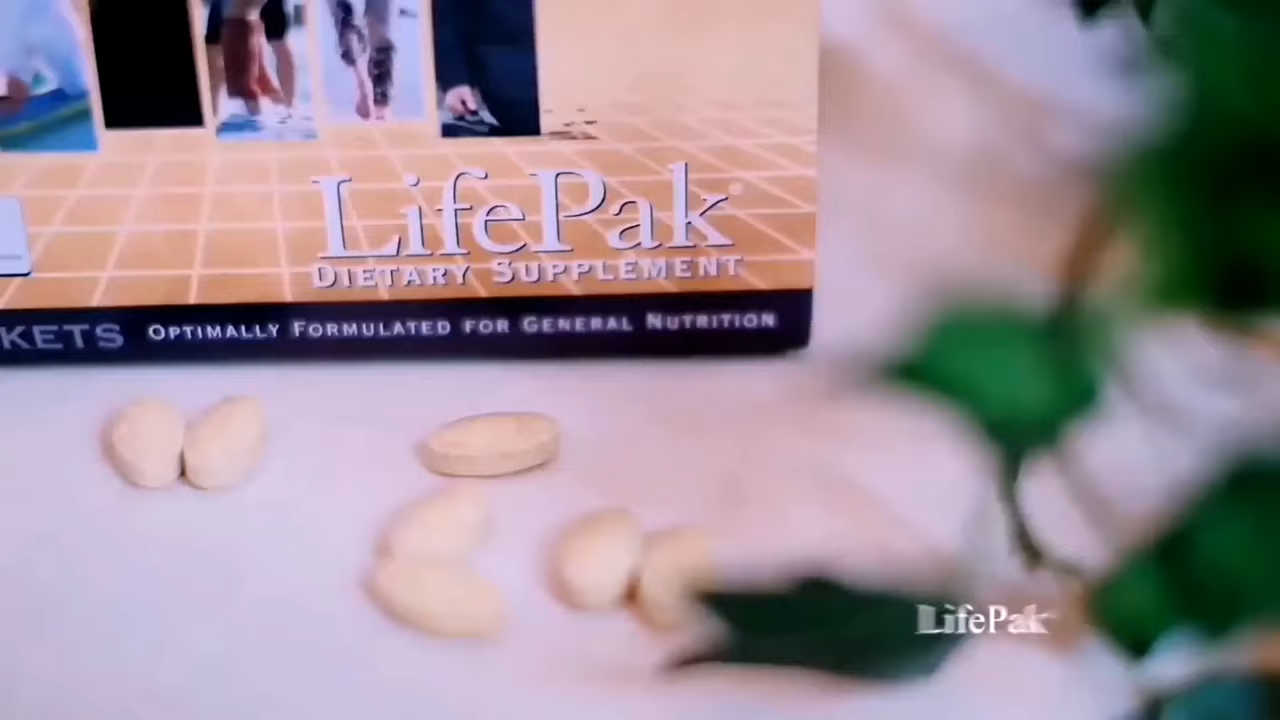 LifePak®
DIETARY SUPPLEMENT
KETS OPTIMALLY FORMULATED FOR GENERAL NUTRITION
LifePak